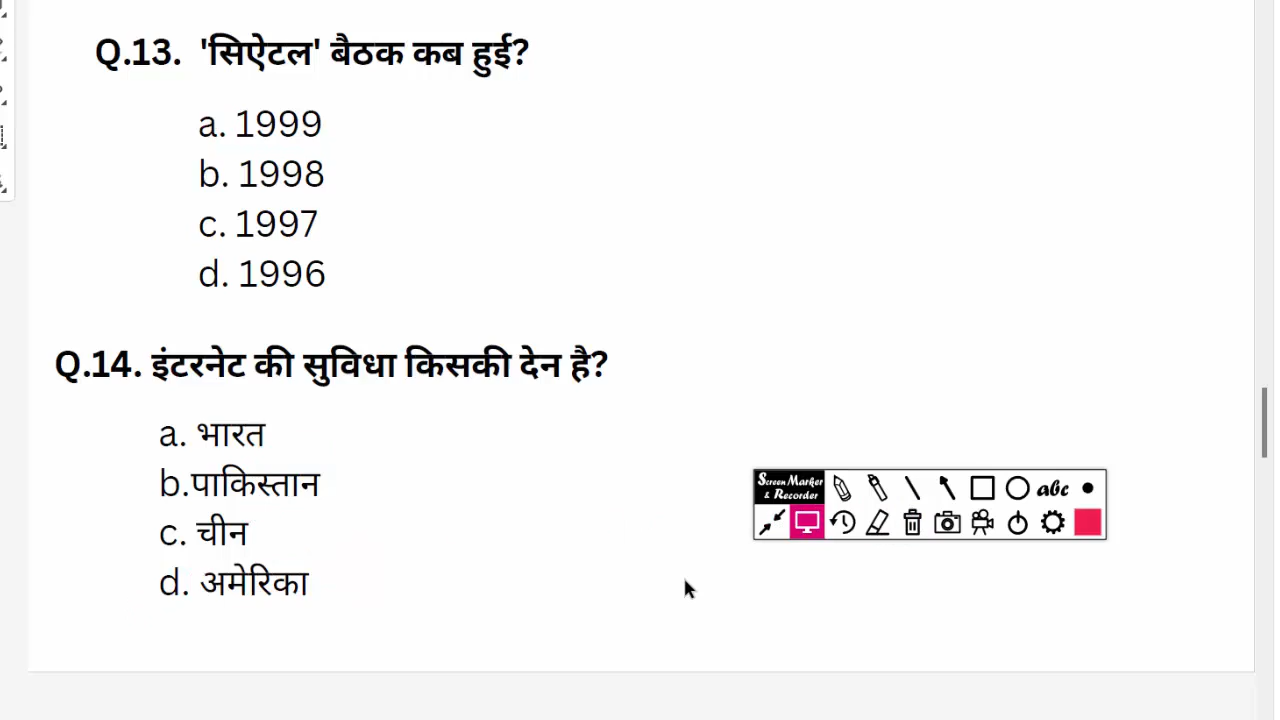 Q.13. 'सिऐटल' बैठक कब हुई?
a. 1999
b. 1998
c. 1997
d. 1996
Q.14. इंटरनेट की सुविधा किसकी देन है?
a. भारत
b.पाकिस्तान
c. चीन
d. अमेरिका
Screen Marker
& Recorder
abc